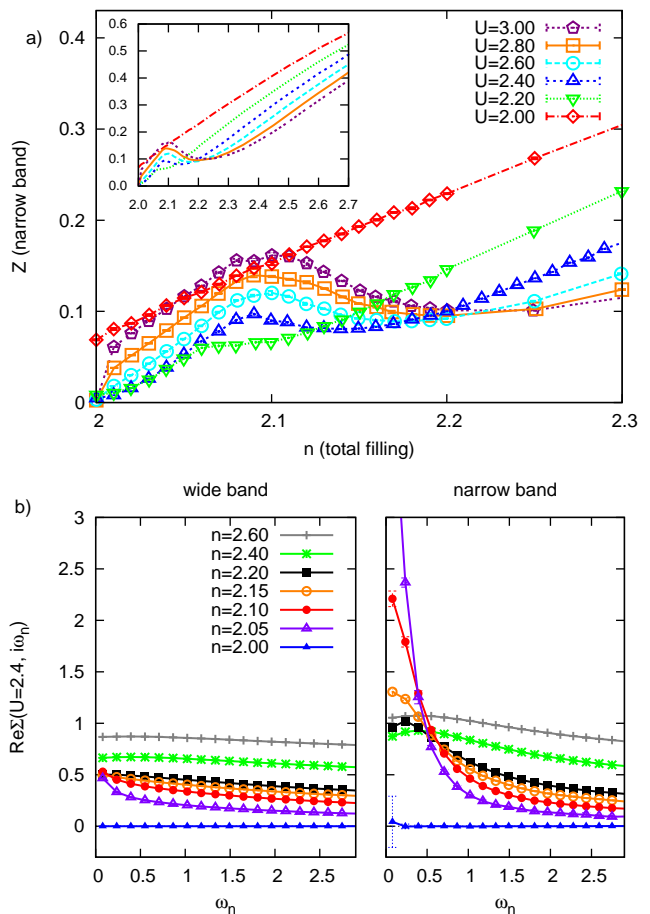 a)
Z (narrow band)
0.4
0.3
0.2
0.1
0
0.6
0.5
0.4
0.3
0.2
0.1
0.0
2.0 2.1 2.2 2.3 2.4 2.5 2.6 2.7
U=3.00
U=2.80
U=2.60
U=2.40
U=2.20
U=2.00
2 2.1 2.2 2.3
n (total filling)
b)
wide band narrow band
ReΣ(U=2.4, iωn)
3
2.5
2
1.5
1
0.5
0
n=2.60
n=2.40
n=2.20
n=2.15
n=2.10
n=2.05
n=2.00
0 0.5 1 1.5 2 2.5 0 0.5 1 1.5 2 2.5
ωn ωn